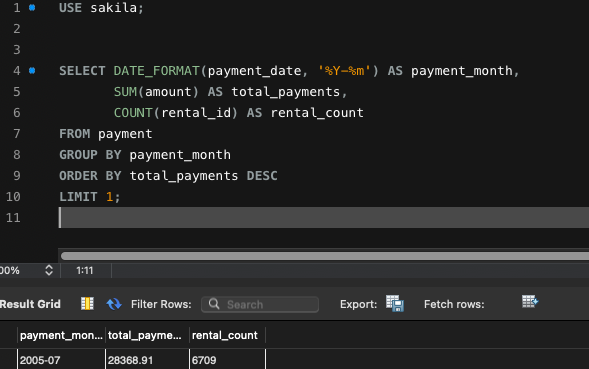 1 USE sakila;
2
3
4 SELECT DATE_FORMAT(payment_date, '%Y-%m') AS payment_month,
5 SUM(amount) AS total_payments,
6 COUNT(rental_id) AS rental_count
7 FROM payment
8 GROUP BY payment_month
9 ORDER BY total_payments DESC
10 LIMIT 1;
11
00% 1:11
Result Grid Filter Rows: Search Export: Fetch rows:
payment_mon... total_payme... rental_count
2005-07 28368.91 6709